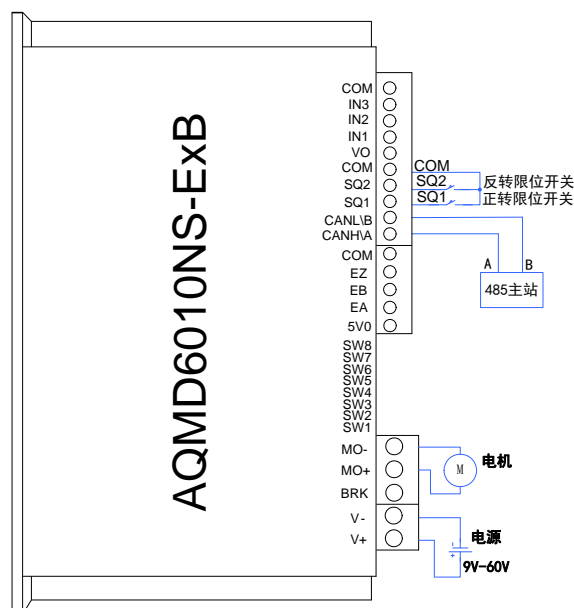 AQMD6010NS-ExB
COM
IN3
IN2
IN1
VO
COM
SQ2
SQ1
CANL\B
CANH\A
COM
EZ
EB
EA
5V0
SW8
SW7
SW6
SW5
SW4
SW3
SW2
SW1
MO-
MO+
BRK
V-
V+
COM
SQ2 反转限位开关
SQ1 正转限位开关
A B
485主站
M 电机
电源
9V-60V